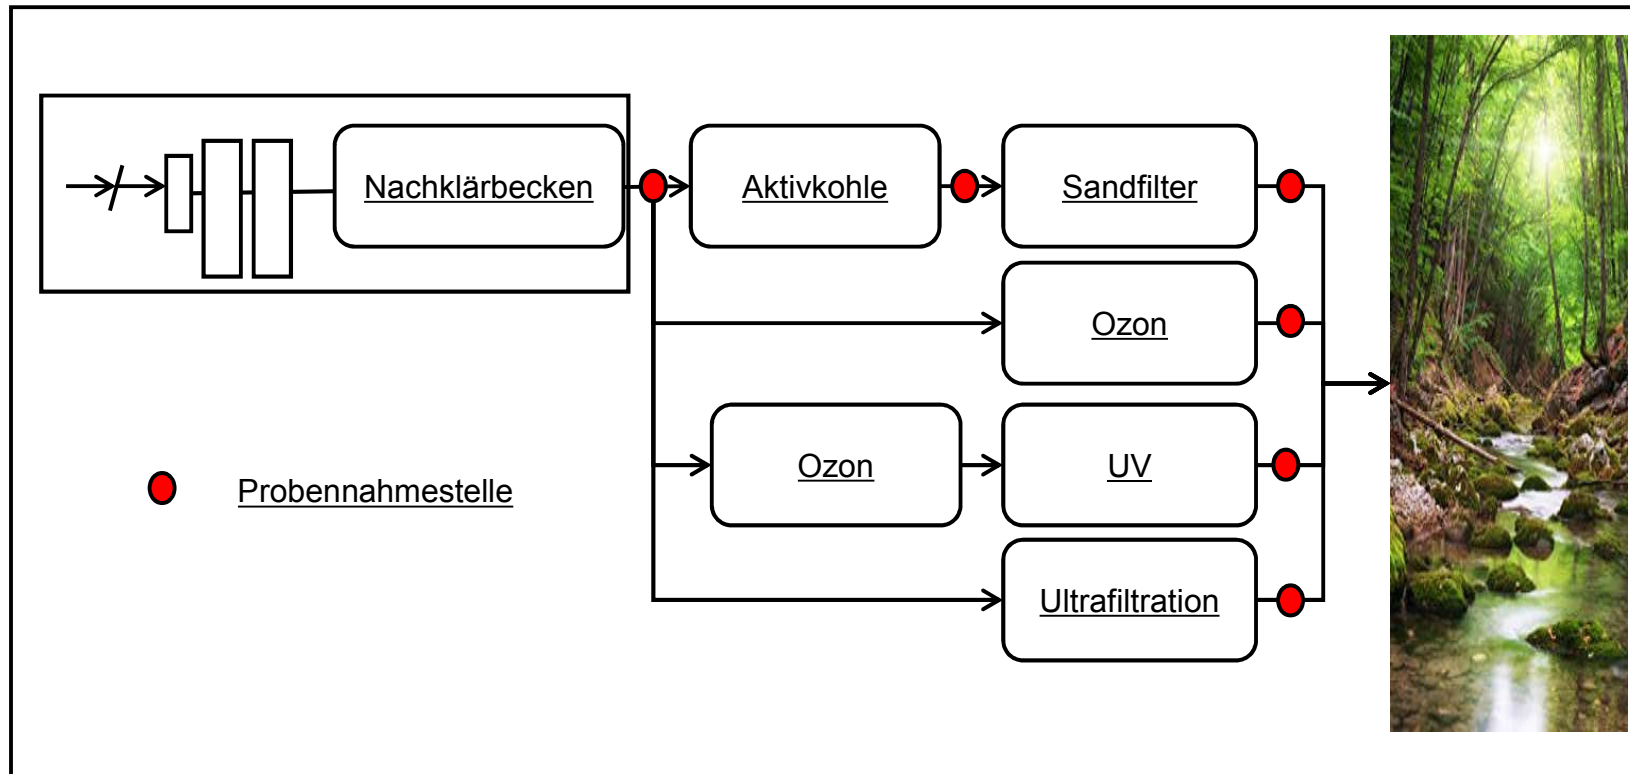 Nachklärbecken
Aktivkohle
Sandfilter
Ozon
Ozon
UV
Probennahmestelle
Ultrafiltration